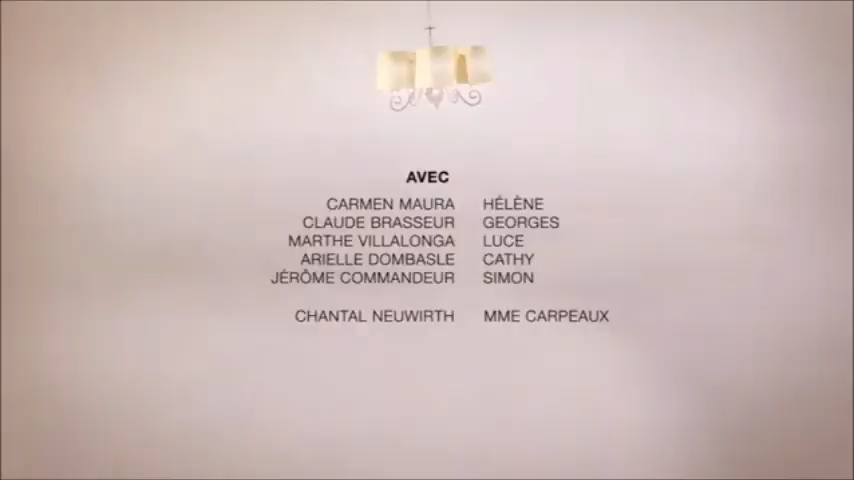 AVEC
CARMEN MAURA HÉLÈNE
CLAUDE BRASSEUR GEORGES
MARTHE VILLALONGA LUCE
ARIELLE DOMBASLE CATHY
JÉRÔME COMMANDEUR SIMON
CHANTAL NEUWIRTH MME CARPEAUX